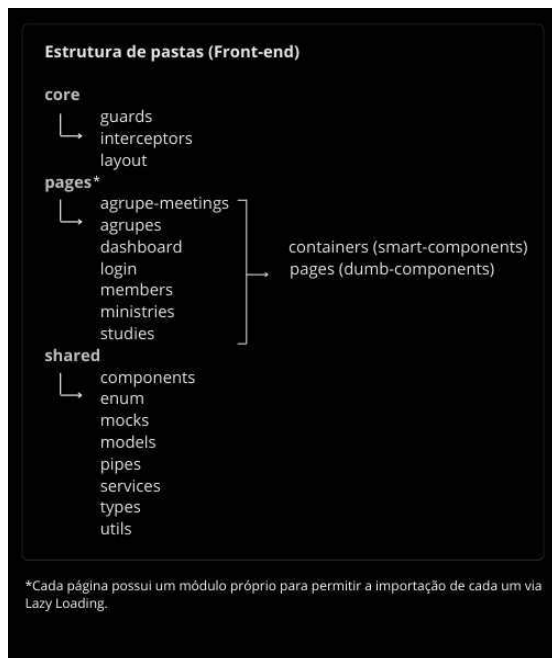 Estrutura de pastas (Front-end)
core
guards
interceptors
layout
pages*
agrupe-meetings
agrupes
dashboard
login
members
ministries
studies
containers (smart-components)
pages (dumb-components)
shared
components
enum
mocks
models
pipes
services
types
utils
*Cada página possui um módulo próprio para permitir a importação de cada um via
Lazy Loading.